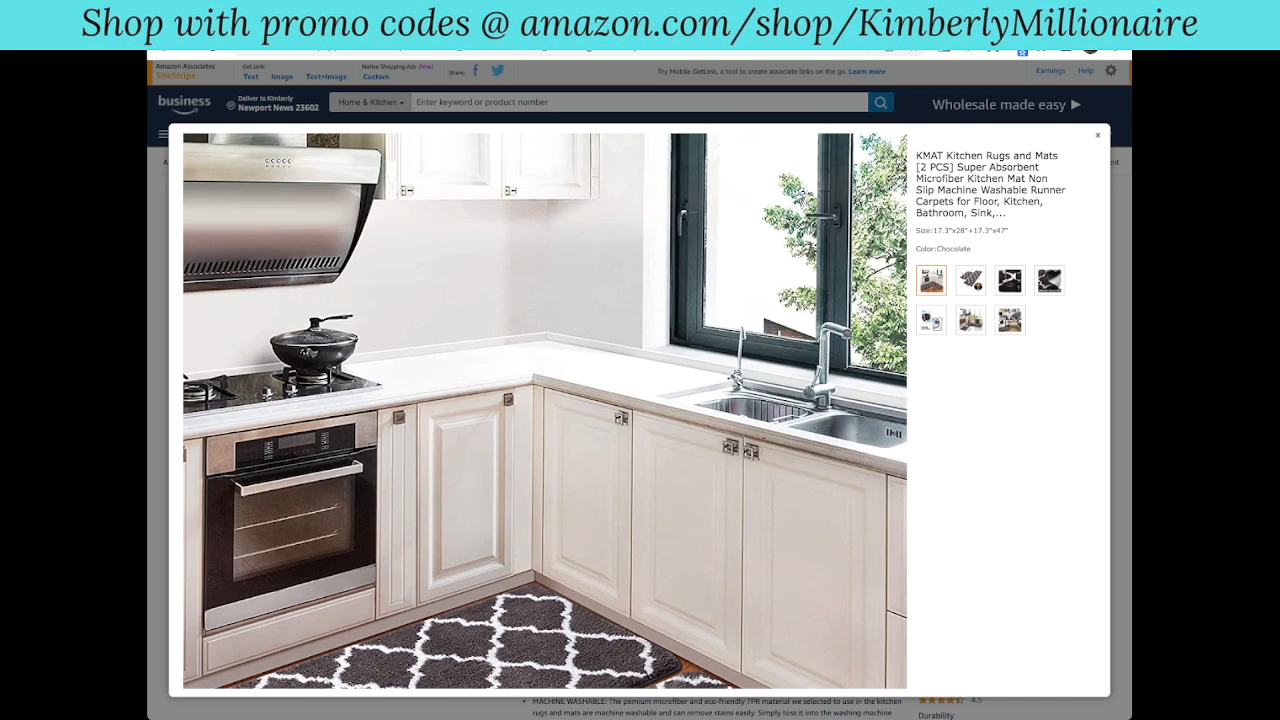 Shop with promo codes @ amazon.com/shop/KimberlyMillionaire
Amazon Associates
SiteStripe
Get Link:
Text Image Text+Image
Native Shopping Ads (New)
Custom
Share:
Try Mobile GetLink, a tool to create associate links on the go. Learn more
Earnings Help
business
Deliver to Kimberly
Newport News 23602
Home & Kitchen
Enter keyword or product number
Wholesale made easy
KMAT Kitchen Rugs and Mats
[2 PCS] Super Absorbent
Microfiber Kitchen Mat Non
Slip Machine Washable Runner
Carpets for Floor, Kitchen,
Bathroom, Sink,...
Size:17.3"x28"+17.3"x47"
Color:Chocolate
MACHINE WASHABLE: The pemium microfiber and eco-friendly TPR material we selected to use in the kitchen
rugs and mats are machine washable and can remove stains easily. Simply toss it into the washing machine
4.5
Durability